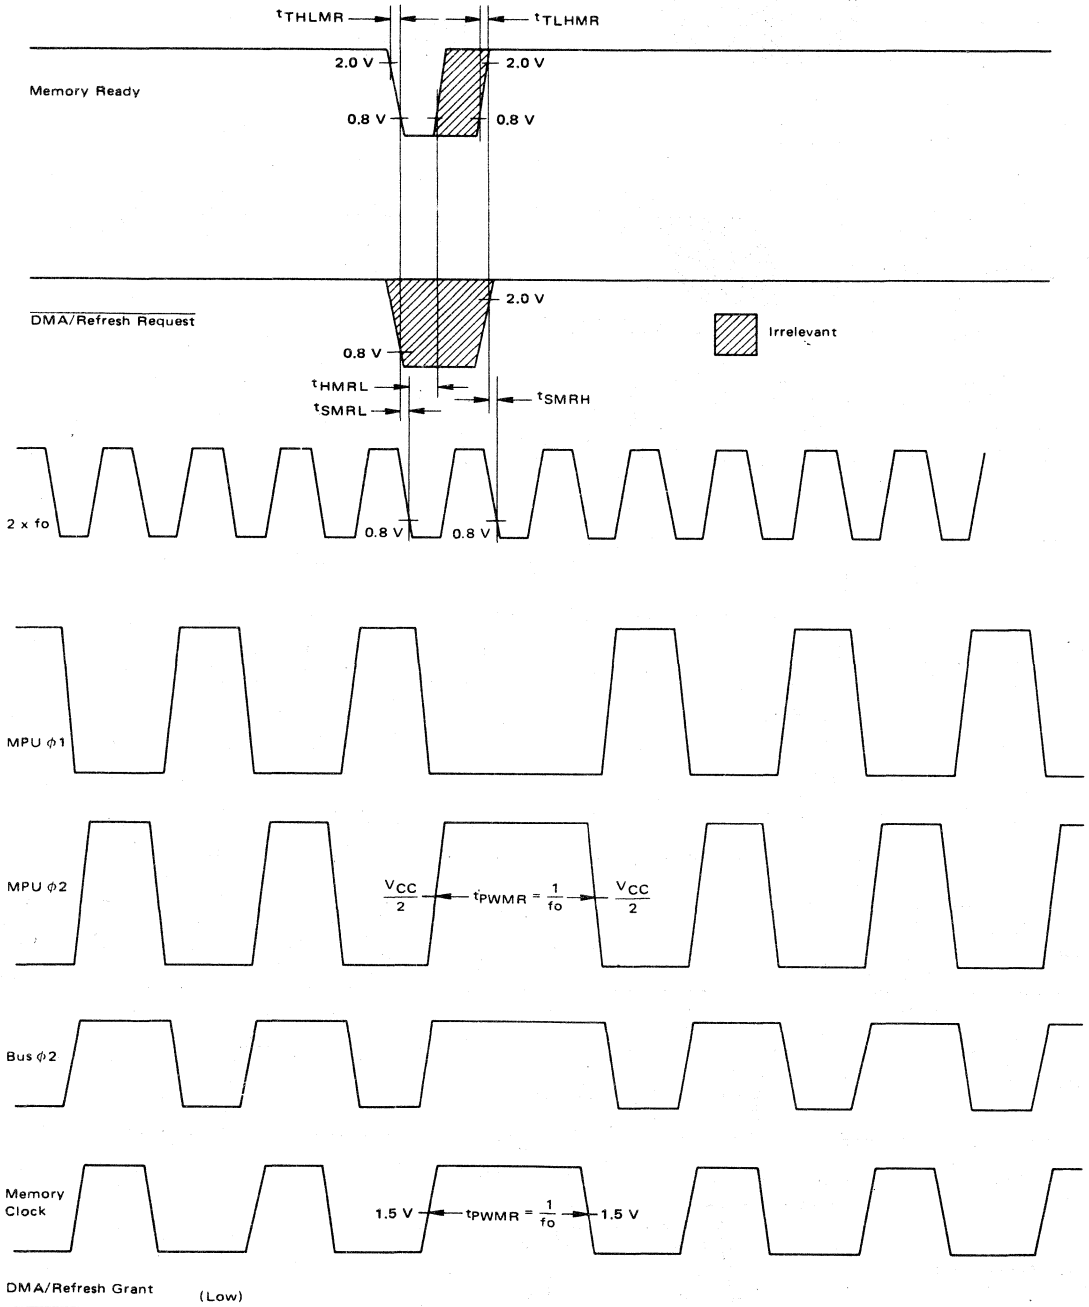 tTHLMR
tTLHMR
2.0 V
2.0 V
Memory Ready
0.8 V
0.8 V
2.0 V
DMA/Refresh Request
Irrelevant
0.8 V
tHMRL
tSMRL
tSMRH
2 x fo
0.8 V
0.8 V
MPU ϕ1
MPU ϕ2
VCC/2
tPWMR = 1/fo
VCC/2
Bus ϕ2
Memory
Clock
1.5 V
tPWMR = 1/fo
1.5 V
DMA/Refresh Grant
(Low)